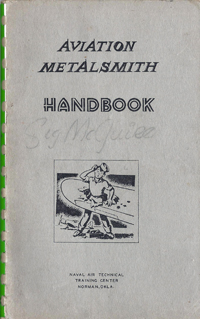 AVIATION
METALSMITH
HANDBOOK
NAVAL AIR TECHNICAL
TRAINING CENTER
NORMAN, OKLA.